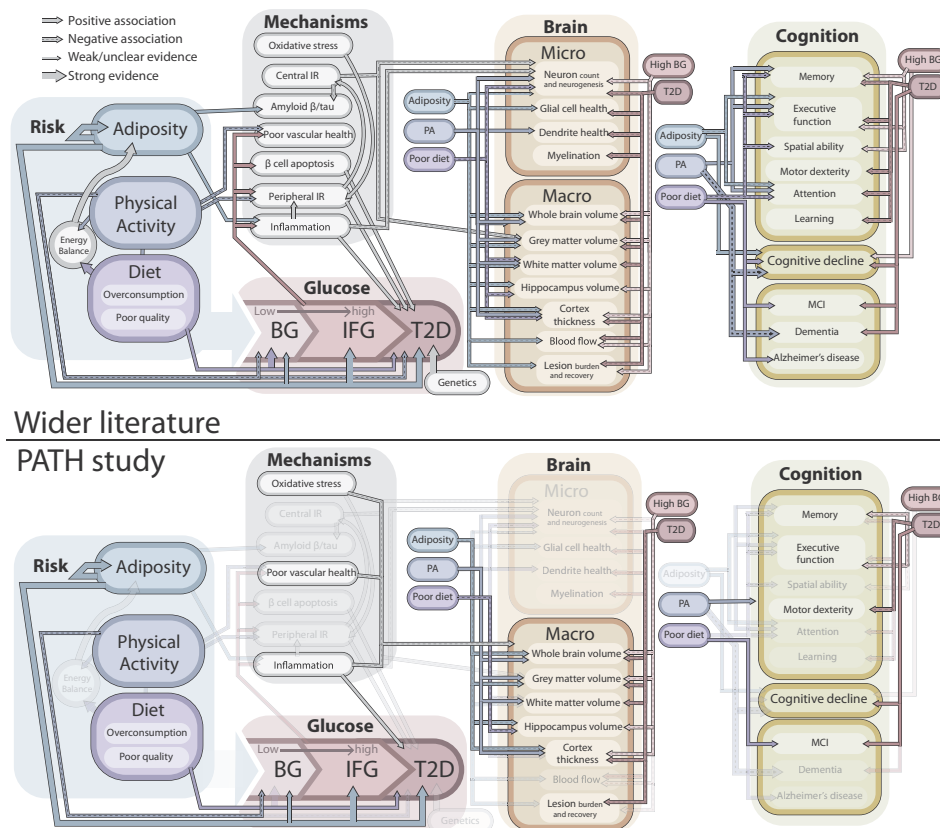 Positive association
Negative association
Weak/unclear evidence
Strong evidence
Risk
Adiposity
Physical
Activity
Energy
Balance
Diet
Overconsumption
Poor quality
Mechanisms
Oxidative stress
Central IR
Amyloid β/tau
Poor vascular health
β cell apoptosis
Peripheral IR
Inflammation
Glucose
Low
high
BG
IFG
T2D
Genetics
Brain
Micro
Neuron count
and neurogenesis
Glial cell health
Dendrite health
Myelination
Macro
Whole brain volume
Grey matter volume
White matter volume
Hippocampus volume
Cortex
thickness
Blood flow
Lesion burden
and recovery
Adiposity
PA
Poor diet
High BG
T2D
Cognition
Memory
Executive
function
Spatial ability
Motor dexterity
Attention
Learning
Cognitive decline
MCI
Dementia
Alzheimer's disease
Adiposity
PA
Poor diet
High BG
T2D
Wider literature
PATH study
Risk
Adiposity
Physical
Activity
Energy
Balance
Diet
Overconsumption
Poor quality
Mechanisms
Oxidative stress
Central IR
Amyloid β/tau
Poor vascular health
β cell apoptosis
Peripheral IR
Inflammation
Glucose
Low
high
BG
IFG
T2D
Genetics
Brain
Micro
Neuron count
and neurogenesis
Glial cell health
Dendrite health
Myelination
Macro
Whole brain volume
Grey matter volume
White matter volume
Hippocampus volume
Cortex
thickness
Blood flow
Lesion burden
and recovery
Adiposity
PA
Poor diet
High BG
T2D
Cognition
Memory
Executive
function
Spatial ability
Motor dexterity
Attention
Learning
Cognitive decline
MCI
Dementia
Alzheimer's disease
Adiposity
PA
Poor diet
High BG
T2D